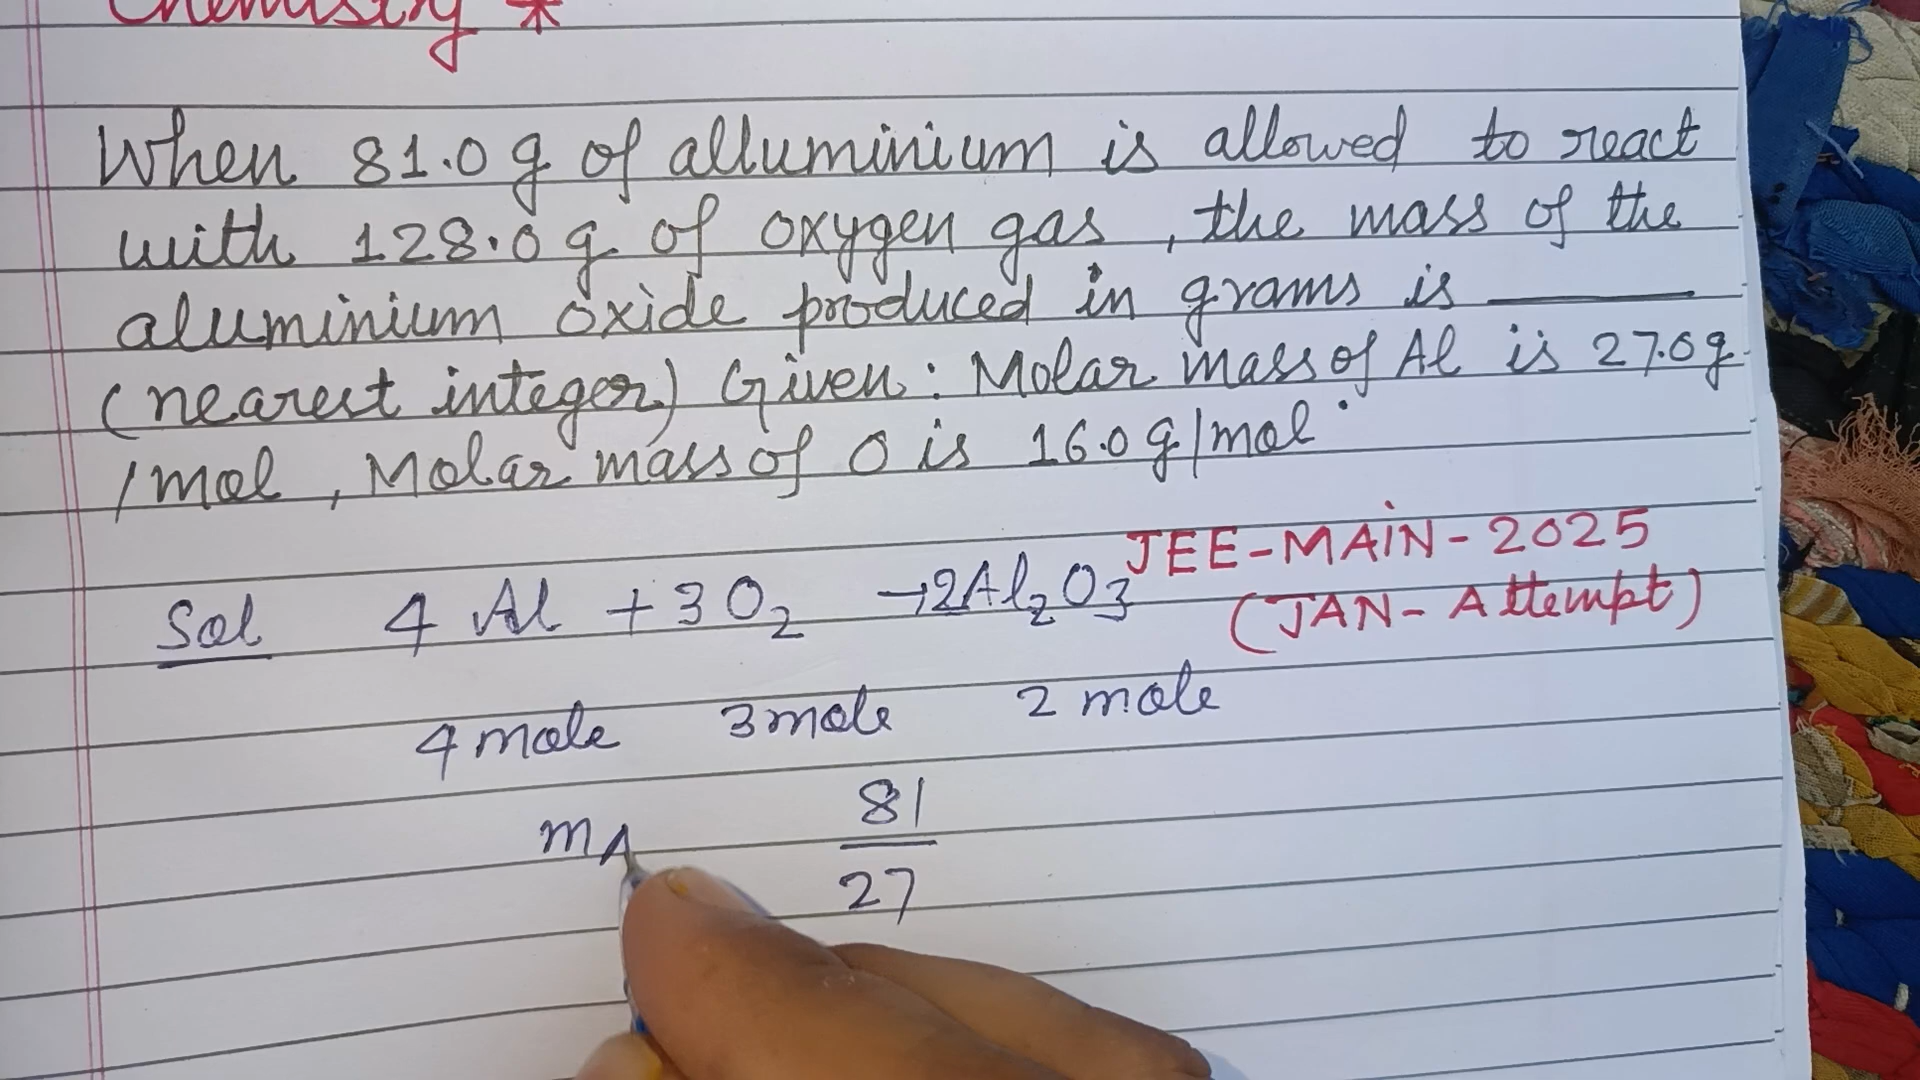 Chemistry *
When 81.0 g of alluminium is allowed to react
with 128.0 g of oxygen gas, the mass of the
aluminium oxide produced in grams is ______
(nearest integer) Given: Molar mass of Al is 27.0 g
/mol, Molar mass of O is 16.0 g/mol.
JEE-MAIN-2025
(JAN-Attempt)
Sol 4 Al + 3 O₂ → 2Al₂O₃
4 mole 3 mole 2 mole
81
mA
27